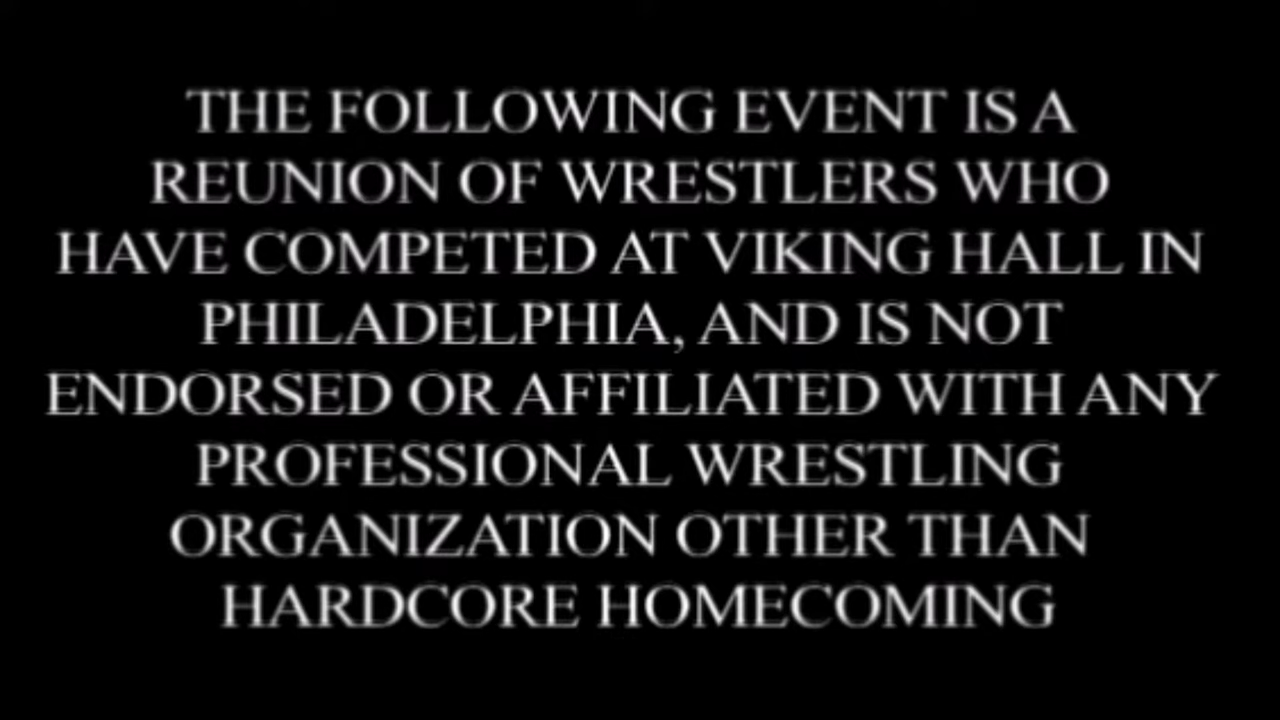 THE FOLLOWING EVENT IS A
REUNION OF WRESTLERS WHO
HAVE COMPETED AT VIKING HALL IN
PHILADELPHIA, AND IS NOT
ENDORSED OR AFFILIATED WITH ANY
PROFESSIONAL WRESTLING
ORGANIZATION OTHER THAN
HARDCORE HOMECOMING